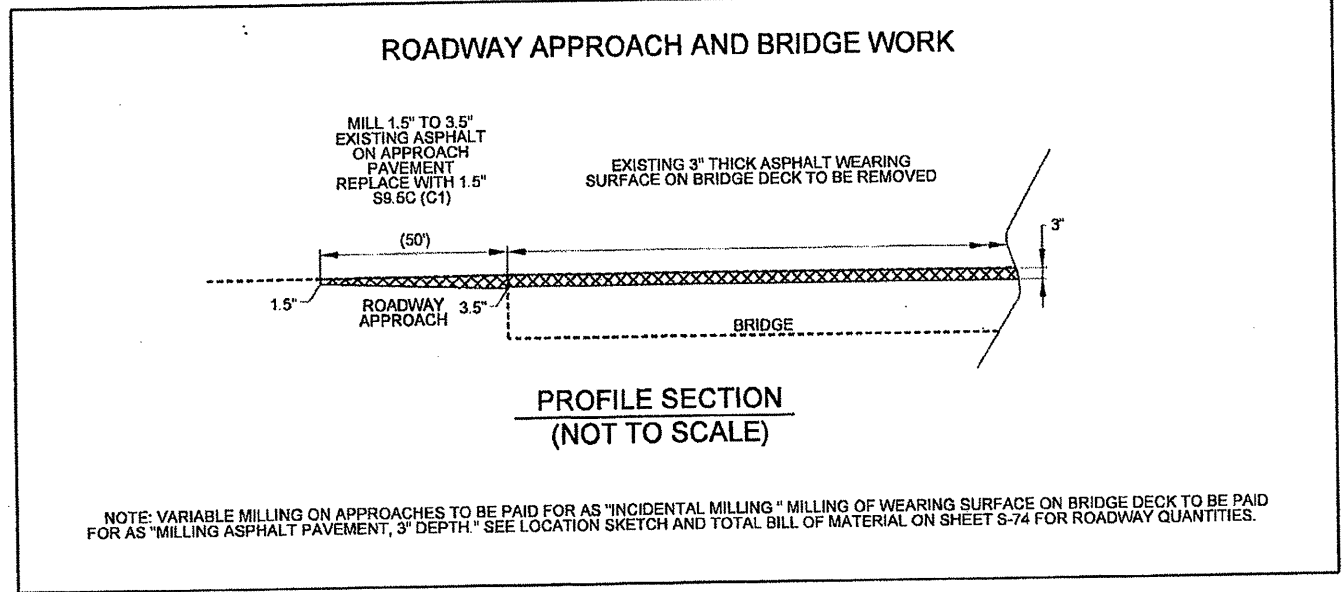 ROADWAY APPROACH AND BRIDGE WORK
MILL 1.5" TO 3.5"
EXISTING ASPHALT
ON APPROACH
PAVEMENT
REPLACE WITH 1.5"
S9.5C (C1)
EXISTING 3" THICK ASPHALT WEARING
SURFACE ON BRIDGE DECK TO BE REMOVED
(50')
3"
1.5"
ROADWAY
APPROACH
3.5"
BRIDGE
PROFILE SECTION
(NOT TO SCALE)
NOTE: VARIABLE MILLING ON APPROACHES TO BE PAID FOR AS "INCIDENTAL MILLING " MILLING OF WEARING SURFACE ON BRIDGE DECK TO BE PAID
FOR AS "MILLING ASPHALT PAVEMENT, 3" DEPTH." SEE LOCATION SKETCH AND TOTAL BILL OF MATERIAL ON SHEET S-74 FOR ROADWAY QUANTITIES.